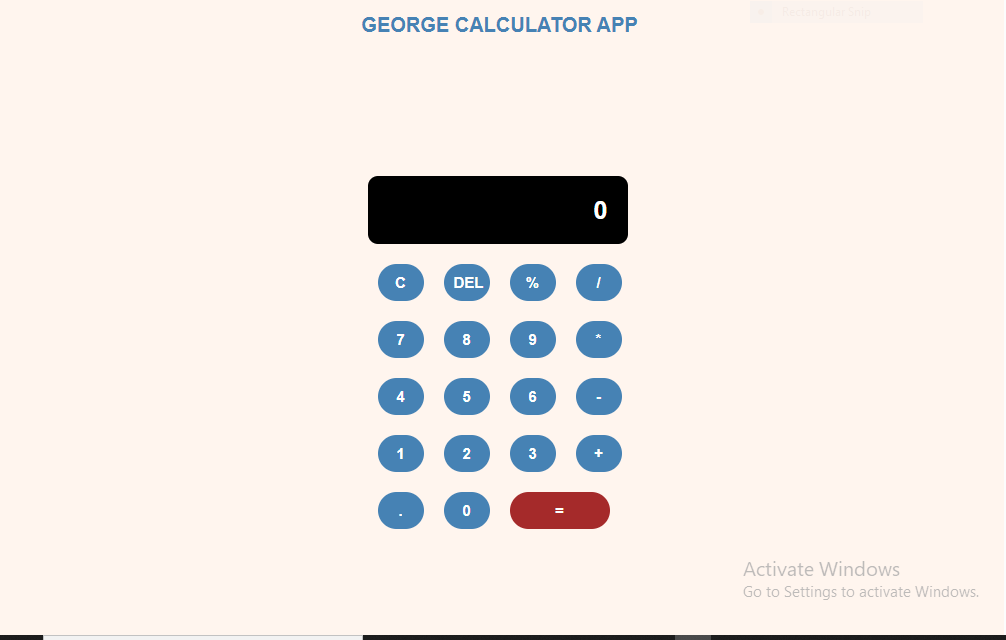 Rectangular Snip
GEORGE CALCULATOR APP
0
C DEL % /
7 8 9 *
4 5 6 -
1 2 3 +
. 0 =
Activate Windows
Go to Settings to activate Windows.